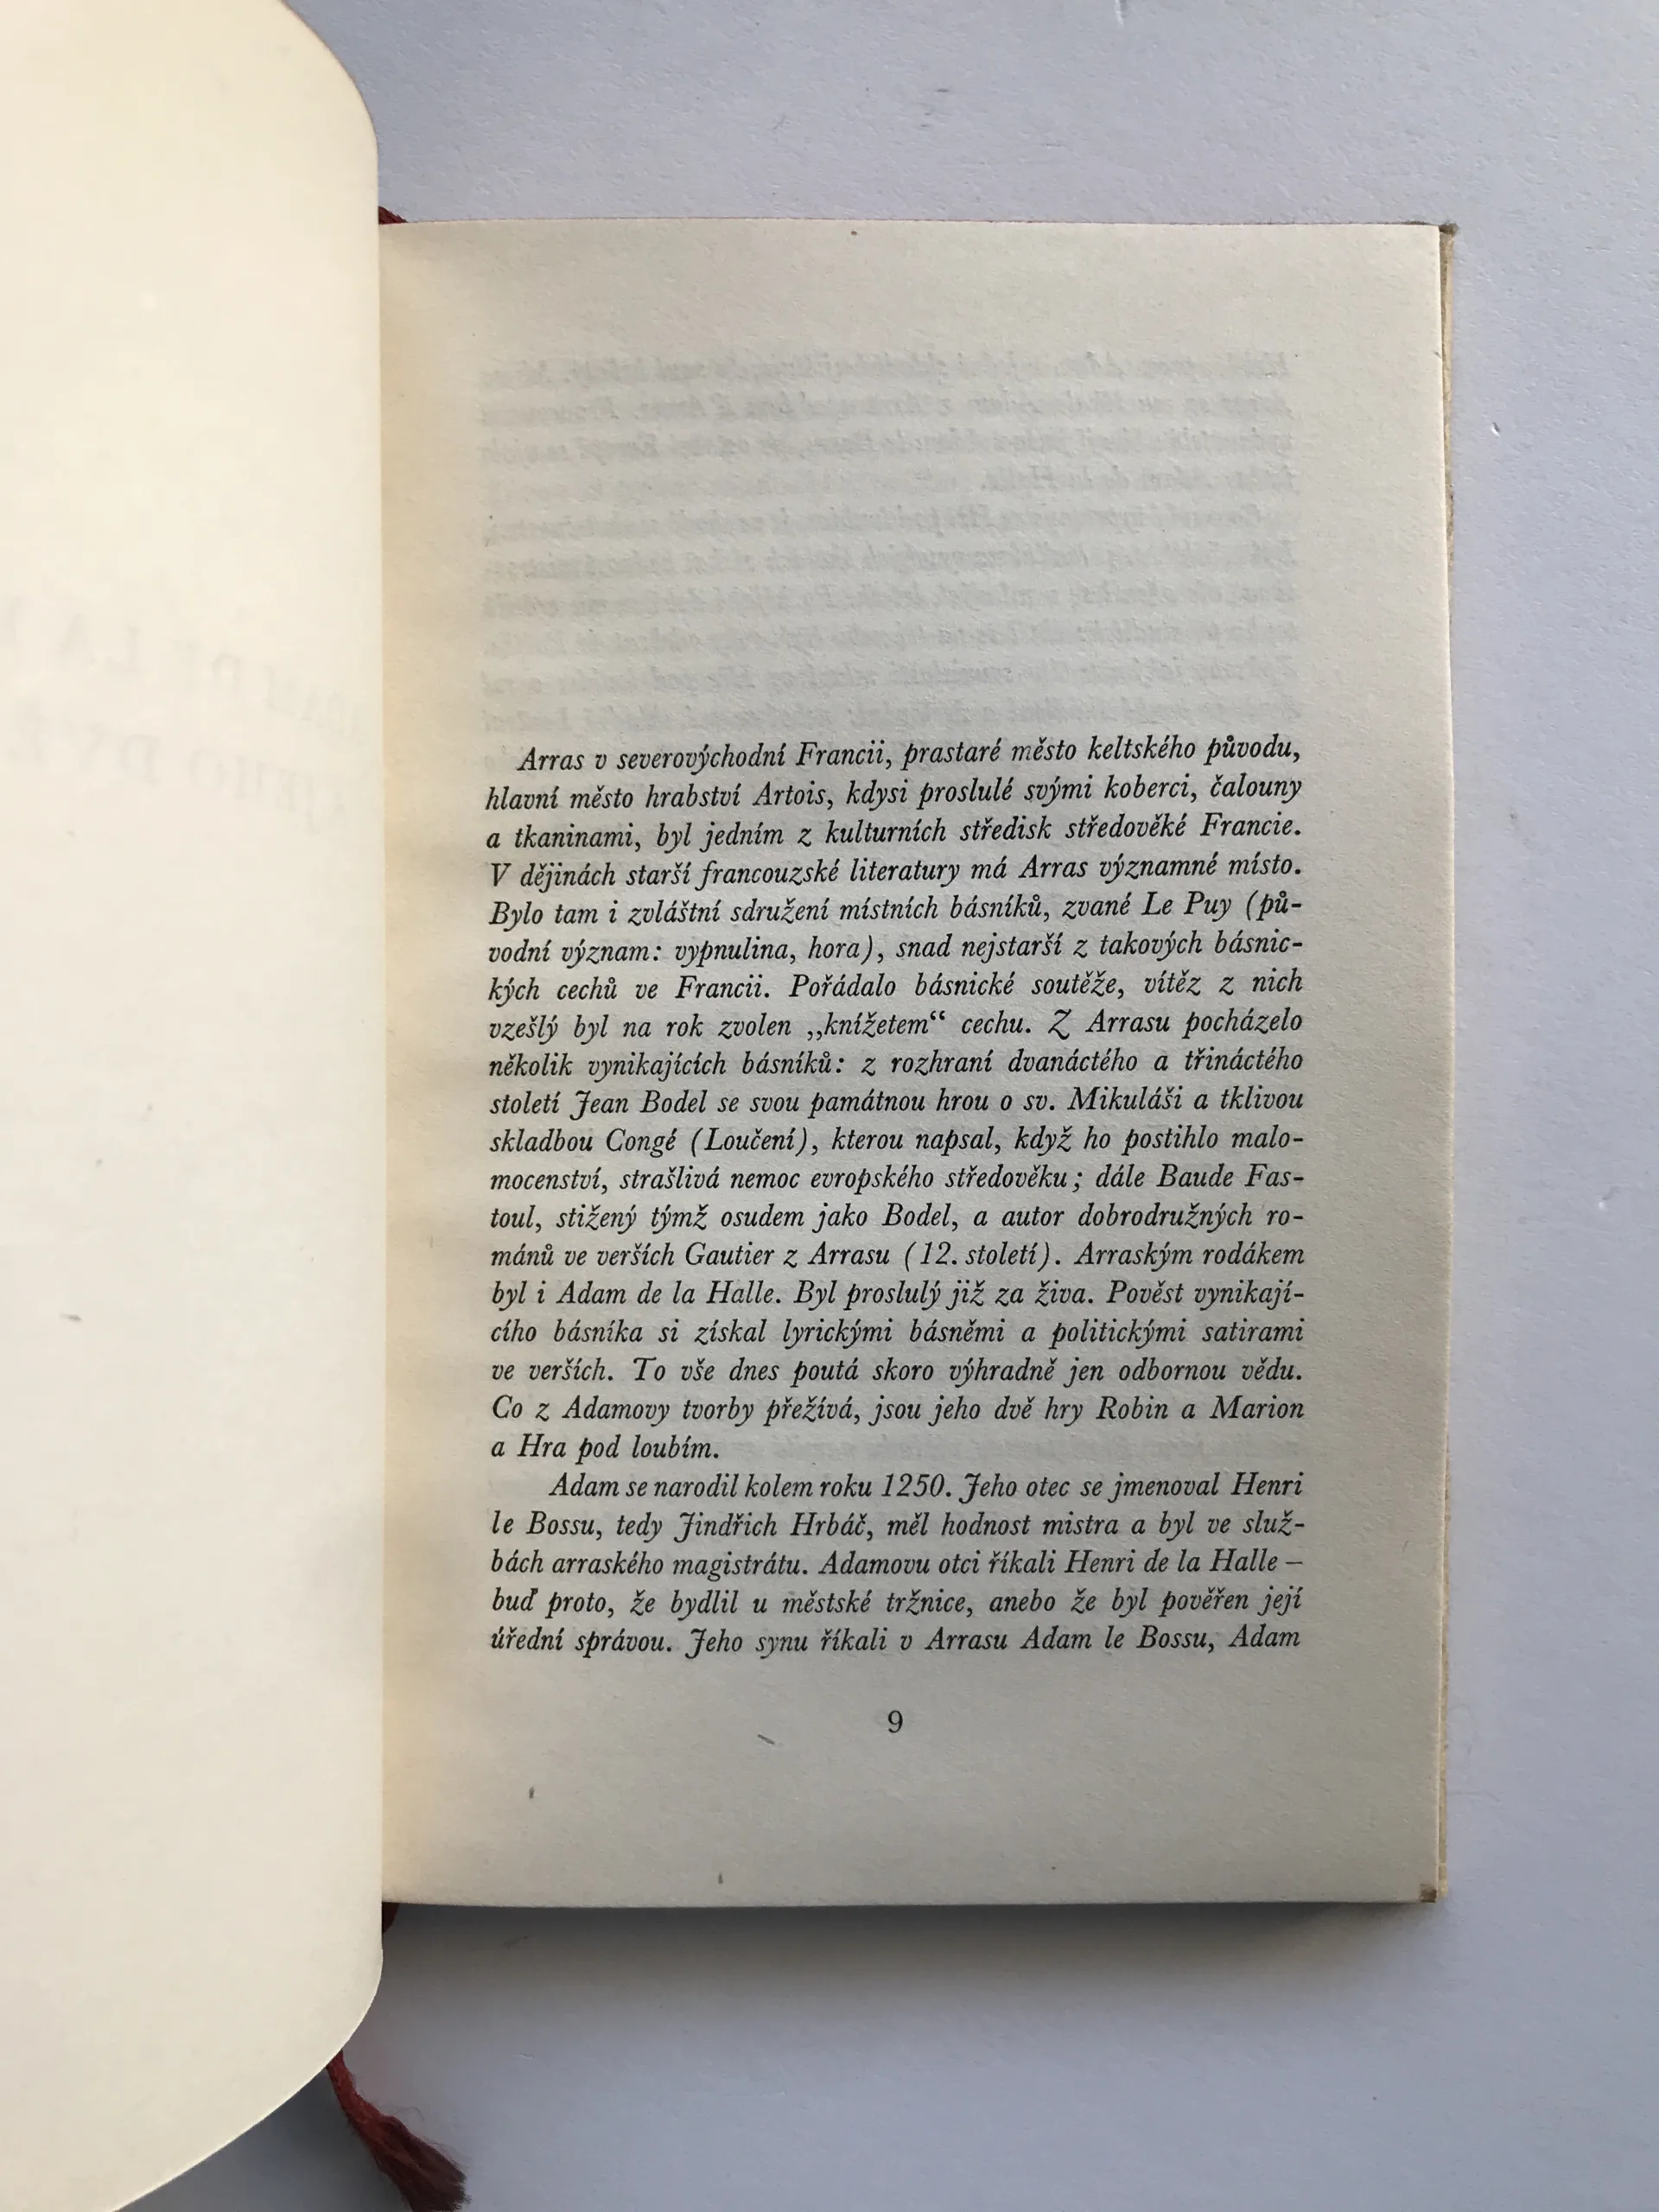 Arras v severovýchodní Francii, prastaré město keltského původu,
hlavní město hrabství Artois, kdysi proslulé svými koberci, čalouny
a tkaninami, byl jedním z kulturních středisk středověké Francie.
V dějinách starší francouzské literatury má Arras významné místo.
Bylo tam i zvláštní sdružení místních básníků, zvané Le Puy (pů-
vodní význam: vypnulina, hora), snad nejstarší z takových básnic-
kých cechů ve Francii. Pořádalo básnické soutěže, vítěz z nich
vzešlý byl na rok zvolen „knížetem“ cechu. Z Arrasu pocházelo
několik vynikajících básníků: z rozhraní dvanáctého a třináctého
století Jean Bodel se svou památnou hrou o sv. Mikuláši a tklivou
skladbou Congé (Loučení), kterou napsal, když ho postihlo malo-
mocenství, strašlivá nemoc evropského středověku; dále Baude Fas-
toul, stižený týmž osudem jako Bodel, a autor dobrodružných ro-
mánů ve verších Gautier z Arrasu (12. století). Arraským rodákem
byl i Adam de la Halle. Byl proslulý již za živa. Pověst vynikají-
cího básníka si získal lyrickými básněmi a politickými satirami
ve verších. To vše dnes poutá skoro výhradně jen odbornou vědu.
Co z Adamovy tvorby přežívá, jsou jeho dvě hry Robin a Marion
a Hra pod loubím.
Adam se narodil kolem roku 1250. Jeho otec se jmenoval Henri
le Bossu, tedy Jindřich Hrbáč, měl hodnost mistra a byl ve služ-
bách arraského magistrátu. Adamovu otci říkali Henri de la Halle –
buď proto, že bydlil u městské tržnice, anebo že byl pověřen její
úřední správou. Jeho synu říkali v Arrasu Adam le Bossu, Adam
9